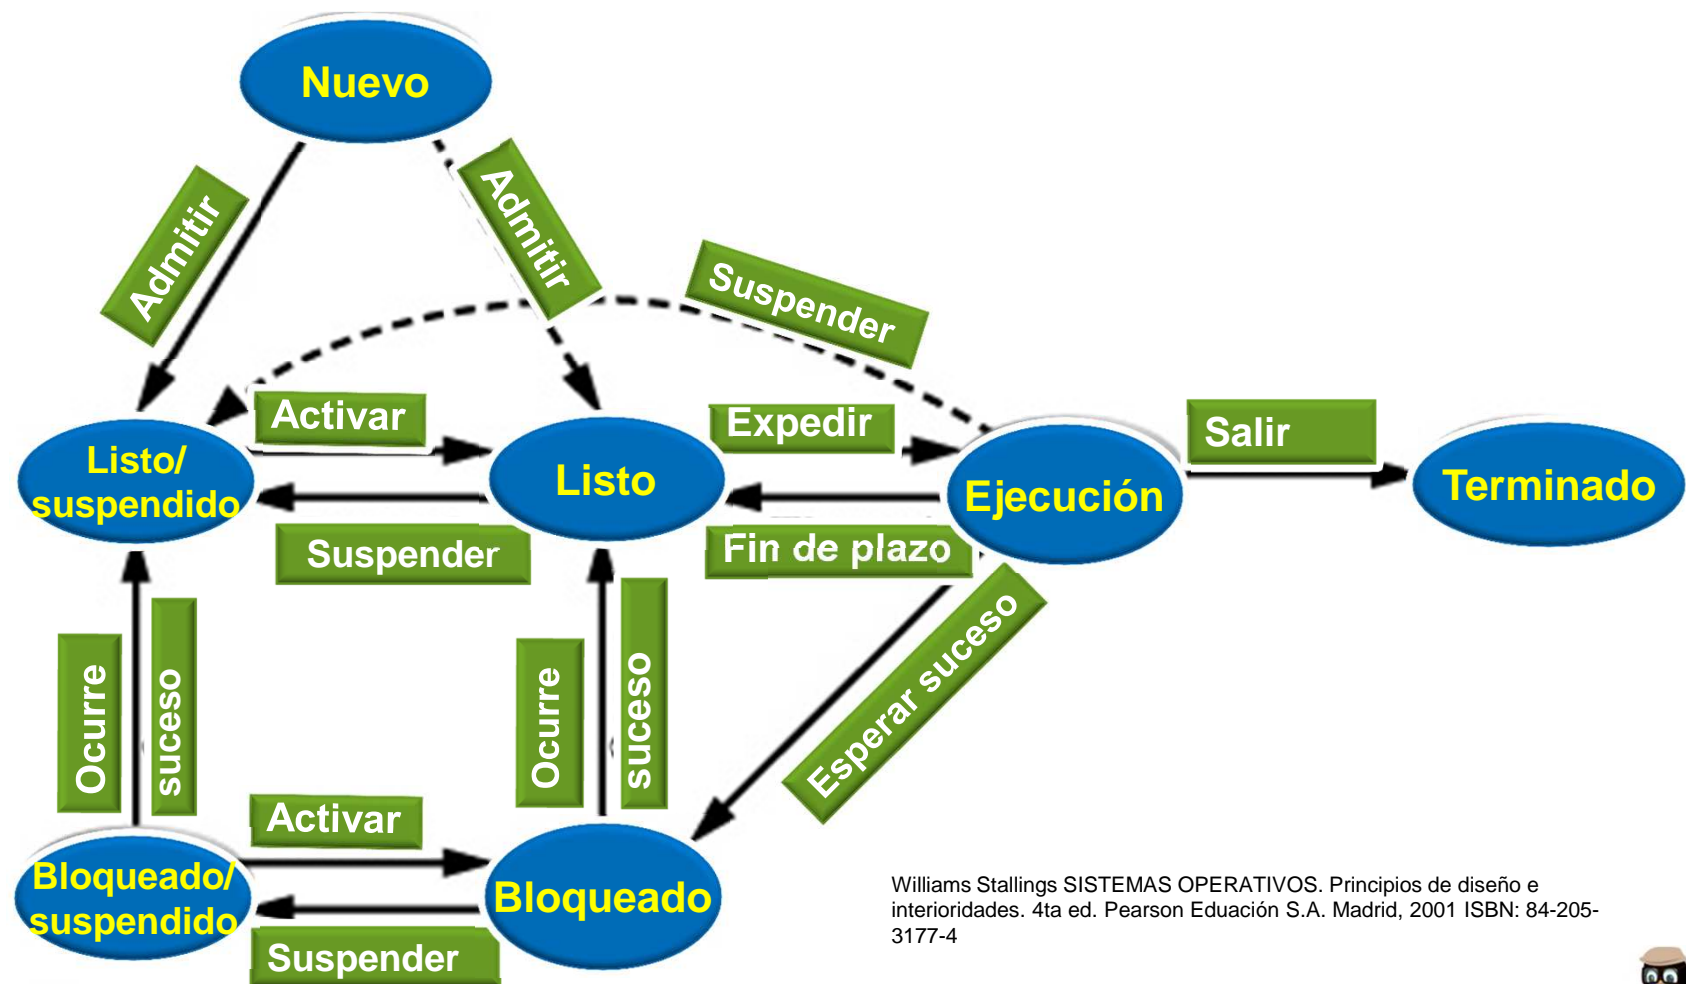 Nuevo
Admitir
Admitir
Suspender
Activar
Expedir
Salir
Listo/
suspendido
Listo
Ejecución
Terminado
Suspender
Fin de plazo
Ocurre
suceso
Ocurre
suceso
Esperar suceso
Activar
Bloqueado/
suspendido
Bloqueado
Suspender
Williams Stallings SISTEMAS OPERATIVOS. Principios de diseño e
interioridades. 4ta ed. Pearson Eduación S.A. Madrid, 2001 ISBN: 84-205-
3177-4